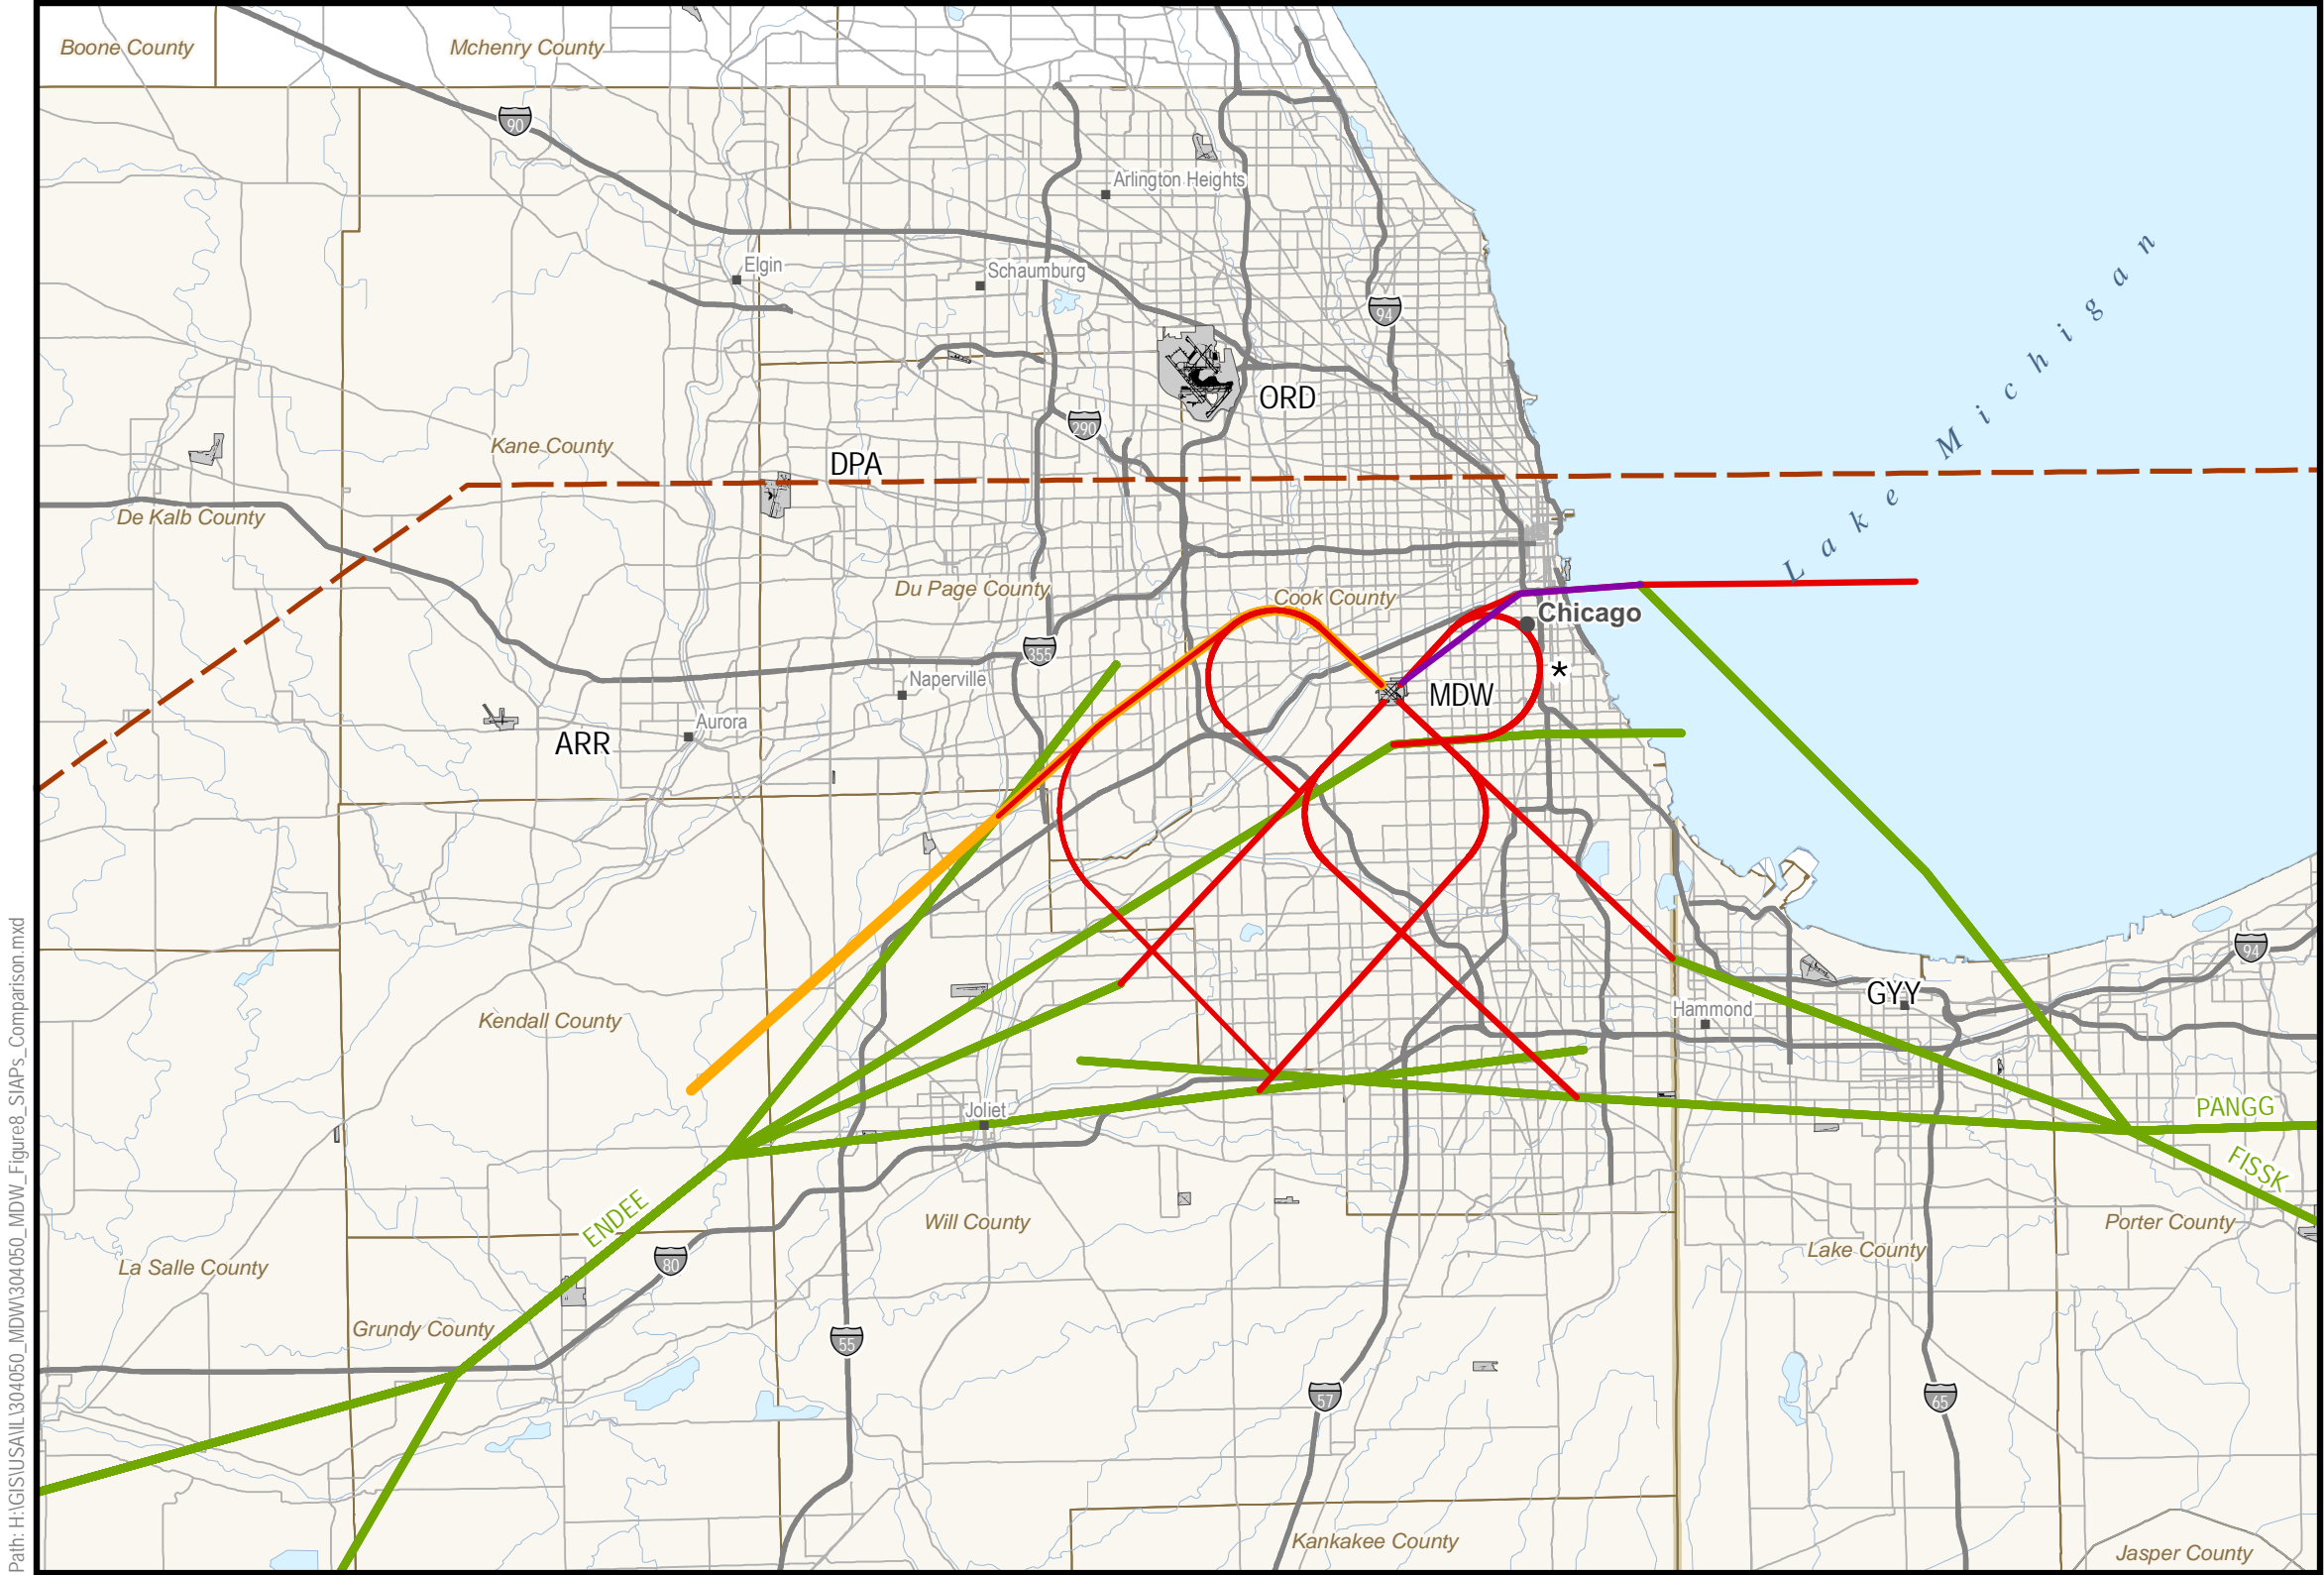 Boone County
Mchenry County
90
Arlington Heights
Elgin
Schaumburg
94
ORD
290
Kane County
DPA
De Kalb County
Lake Michigan
Du Page County
Cook County
Chicago
355
Naperville
*
MDW
Aurora
ARR
94
GYY
Hammond
Kendall County
Joliet
PANGG
FISSK
ENDEE
Will County
Porter County
Lake County
80
La Salle County
Grundy County
55
57
65
Kankakee County
Jasper County
Path: H:\GIS\USA\IL\304050_MDW\304050_MDW_Figure8_SIAPs_Comparison.mxd